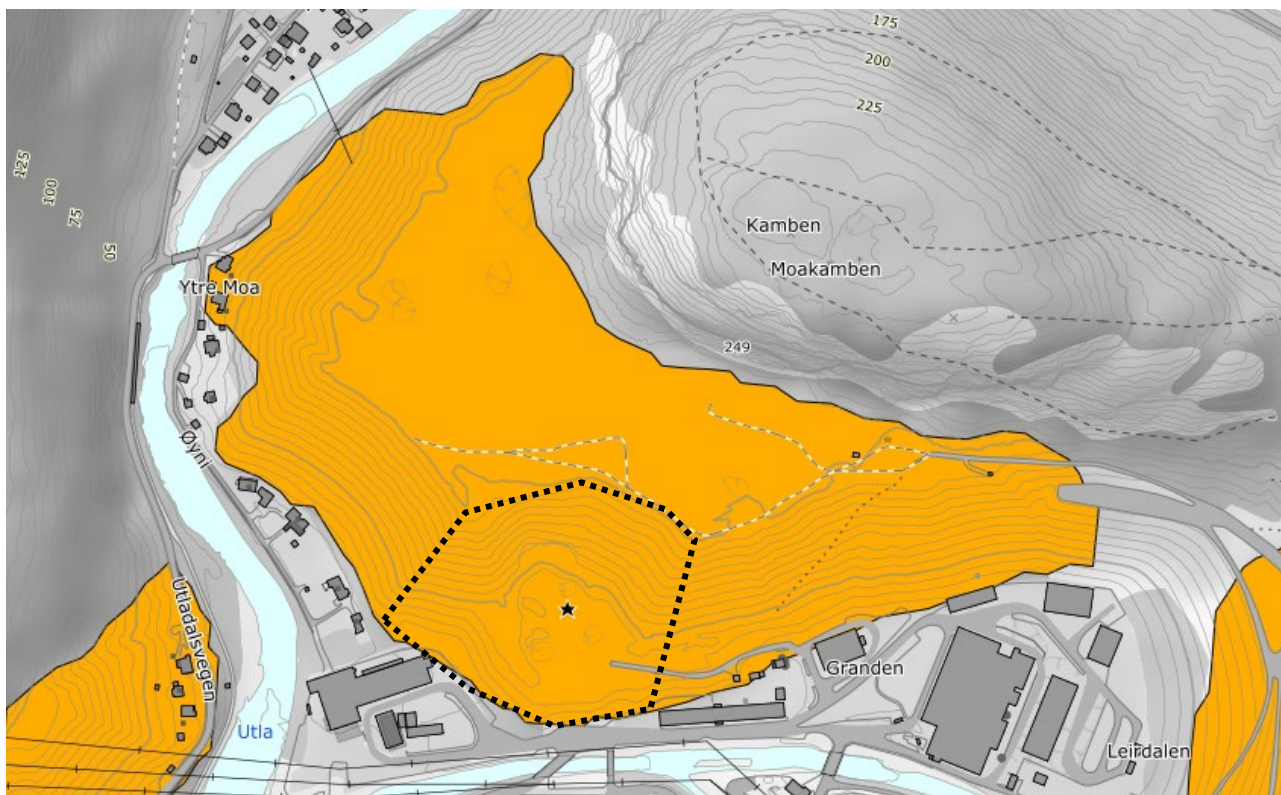 175
200
225
125
100
75
50
Kamben
Moakamben
Ytre Moa
249
Øyni
Utladalsvegen
Granden
Utla
Leirdalen